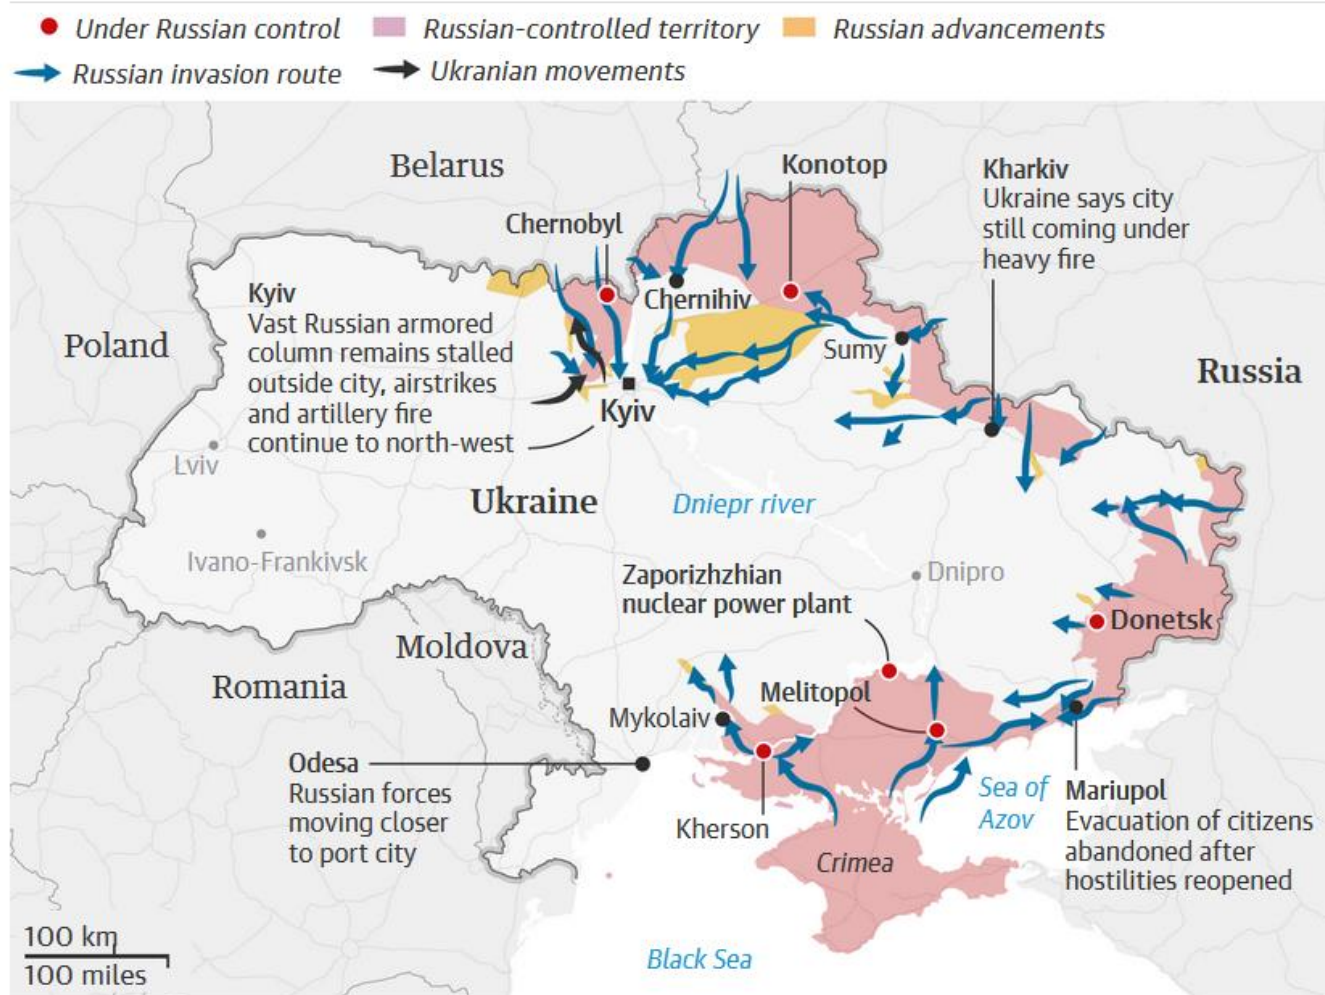 Under Russian control
Russian-controlled territory
Russian advancements
Russian invasion route
Ukranian movements
Belarus
Konotop
Kharkiv
Ukraine says city
still coming under
heavy fire
Chernobyl
Chernihiv
Kyiv
Vast Russian armored
column remains stalled
outside city, airstrikes
and artillery fire
continue to north-west
Poland
Sumy
Russia
Kyiv
Lviv
Ukraine
Dniepr river
Ivano-Frankivsk
Zaporizhzhian
nuclear power plant
Dnipro
Donetsk
Moldova
Romania
Melitopol
Mykolaiv
Odesa
Russian forces
moving closer
to port city
Kherson
Sea of
Azov
Mariupol
Evacuation of citizens
abandoned after
hostilities reopened
Crimea
Black Sea
100 km
100 miles